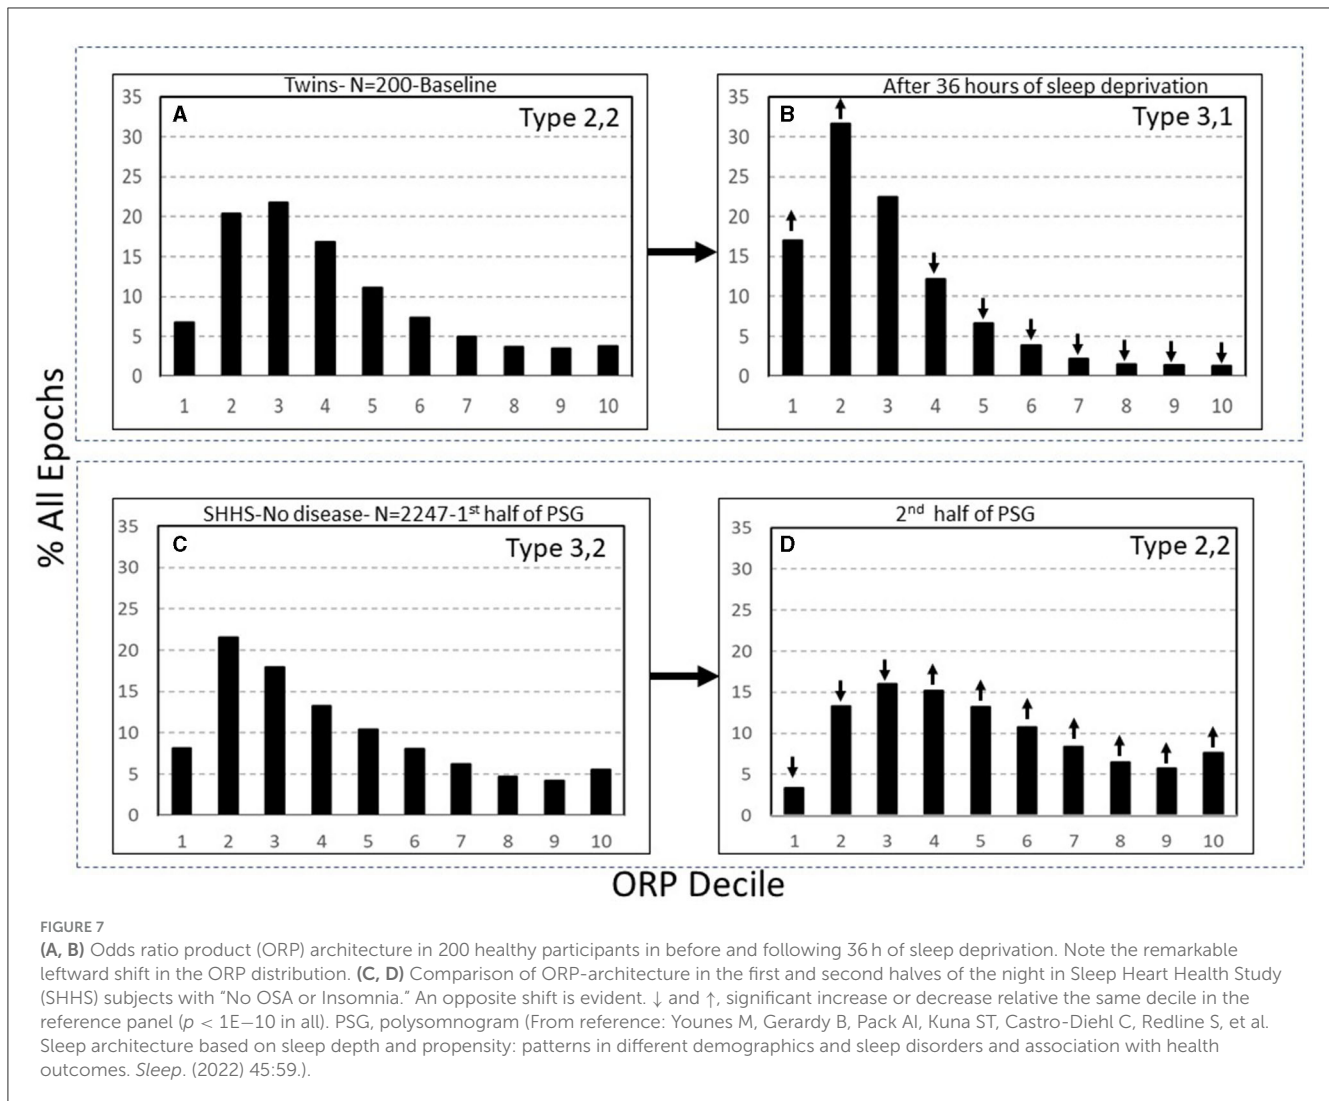 Twins- N=200-Baseline
A
Type 2,2
35
30
25
20
15
10
5
0
1 2 3 4 5 6 7 8 9 10
After 36 hours of sleep deprivation
B
Type 3,1
35
30
25
20
15
10
5
0
1 2 3 4 5 6 7 8 9 10
% All Epochs
SHHS-No disease- N=2247-1st half of PSG
C
Type 3,2
35
30
25
20
15
10
5
0
1 2 3 4 5 6 7 8 9 10
2nd half of PSG
D
Type 2,2
35
30
25
20
15
10
5
0
1 2 3 4 5 6 7 8 9 10
ORP Decile
FIGURE 7
(A, B) Odds ratio product (ORP) architecture in 200 healthy participants in before and following 36 h of sleep deprivation. Note the remarkable
leftward shift in the ORP distribution. (C, D) Comparison of ORP-architecture in the first and second halves of the night in Sleep Heart Health Study
(SHHS) subjects with “No OSA or Insomnia.” An opposite shift is evident. ↓ and ↑, significant increase or decrease relative the same decile in the
reference panel (p < 1E−10 in all). PSG, polysomnogram (From reference: Younes M, Gerardy B, Pack AI, Kuna ST, Castro-Diehl C, Redline S, et al.
Sleep architecture based on sleep depth and propensity: patterns in different demographics and sleep disorders and association with health
outcomes. Sleep. (2022) 45:59.).